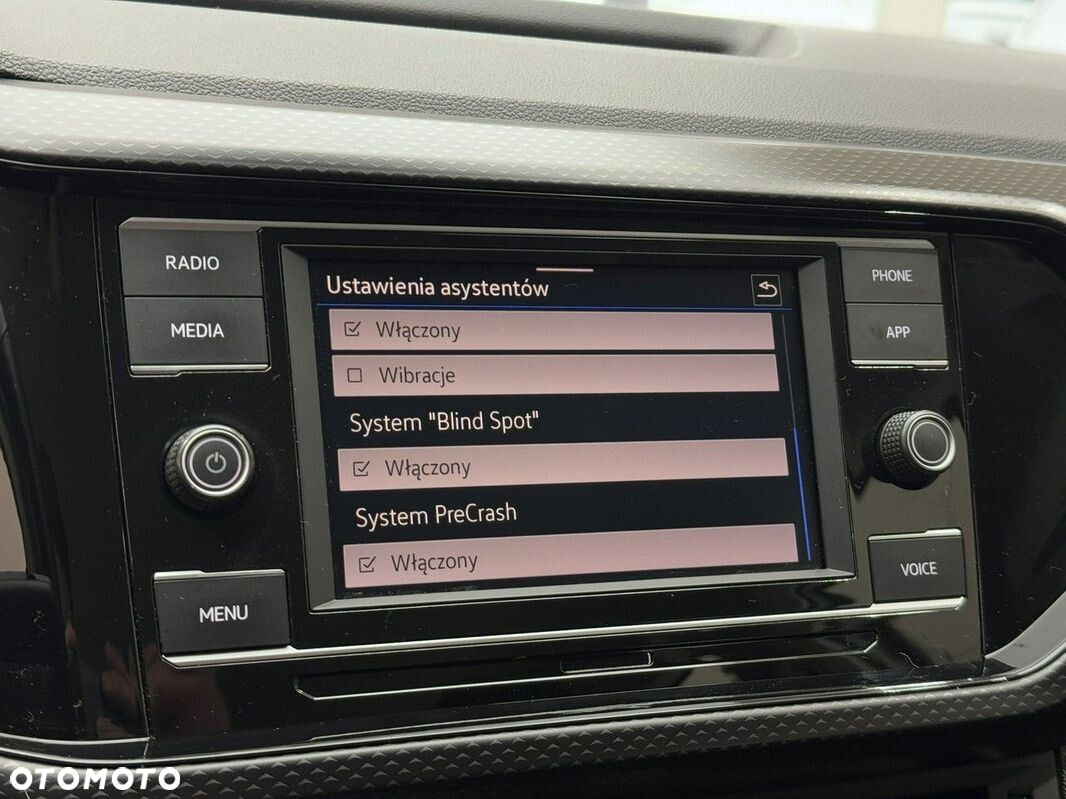 RADIO
MEDIA
MENU
Ustawienia asystentów
Włączony
Wibracje
System "Blind Spot"
Włączony
System PreCrash
Włączony
PHONE
APP
VOICE
OTOMOTO